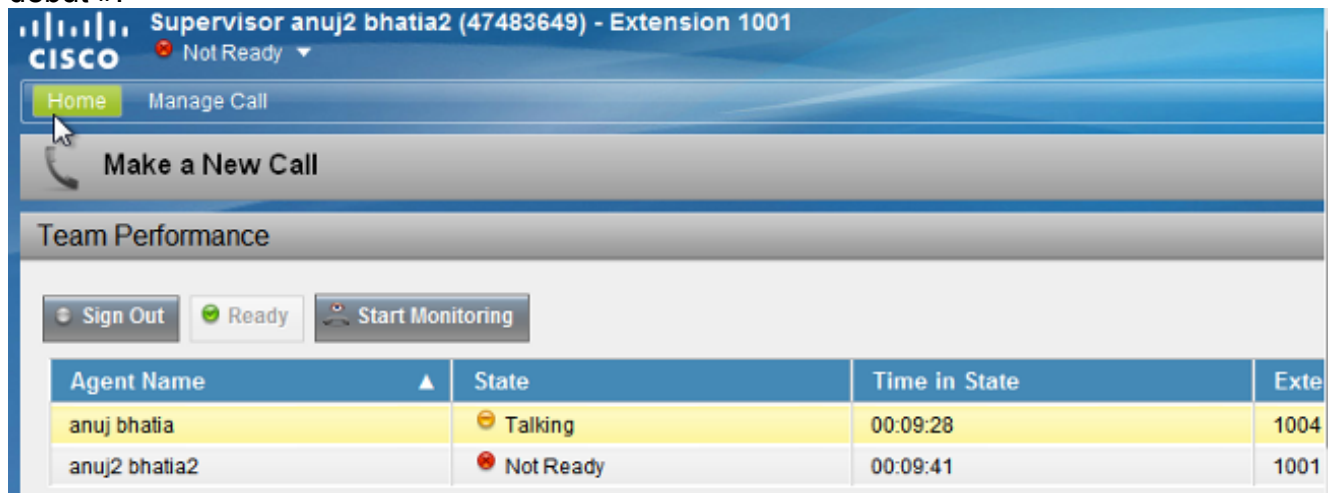 Supervisor anuj2 bhatia2 (47483649) - Extension 1001
CISCO Not Ready
Home Manage Call
Make a New Call
Team Performance
Sign Out Ready Start Monitoring
Agent Name State Time in State Exte
anuj bhatia Talking 00:09:28 1004
anuj2 bhatia2 Not Ready 00:09:41 1001